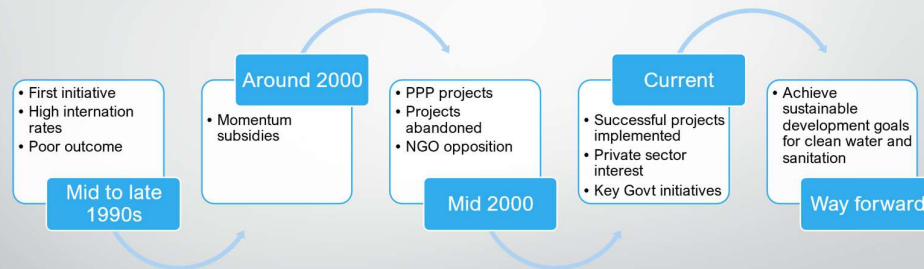 • First initiative
• High internation
rates
• Poor outcome
Mid to late
1990s
Around 2000
• Momentum
subsidies
• PPP projects
• Projects
abandoned
• NGO opposition
Mid 2000
Current
• Successful projects
implemented
• Private sector
interest
• Key Govt initiatives
• Achieve
sustainable
development goals
for clean water and
sanitation
Way forward